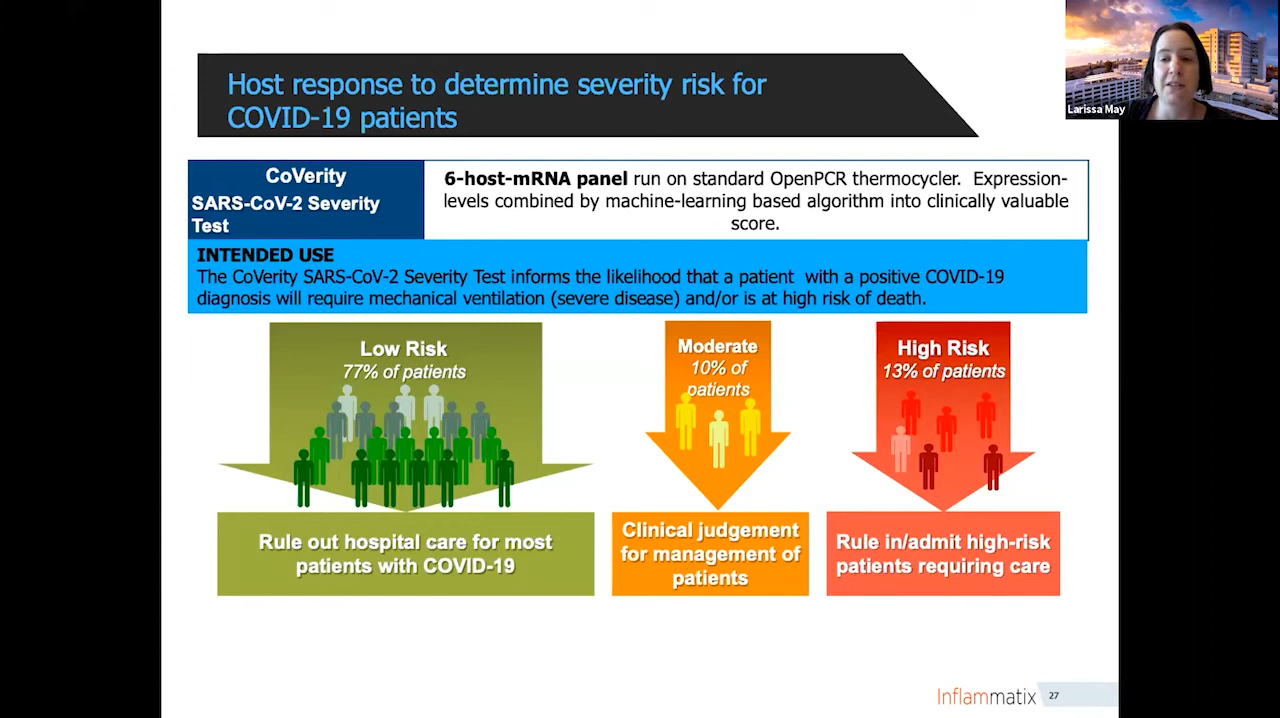 Host response to determine severity risk for
COVID-19 patients
Larissa May
CoVerity
SARS-CoV-2 Severity
Test
6-host-mRNA panel run on standard OpenPCR thermocycler. Expression-
levels combined by machine-learning based algorithm into clinically valuable
score.
INTENDED USE
The CoVerity SARS-CoV-2 Severity Test informs the likelihood that a patient with a positive COVID-19
diagnosis will require mechanical ventilation (severe disease) and/or is at high risk of death.
Low Risk
77% of patients
Moderate
10% of
patients
High Risk
13% of patients
Rule out hospital care for most
patients with COVID-19
Clinical judgement
for management of
patients
Rule in/admit high-risk
patients requiring care
Inflammatix
27